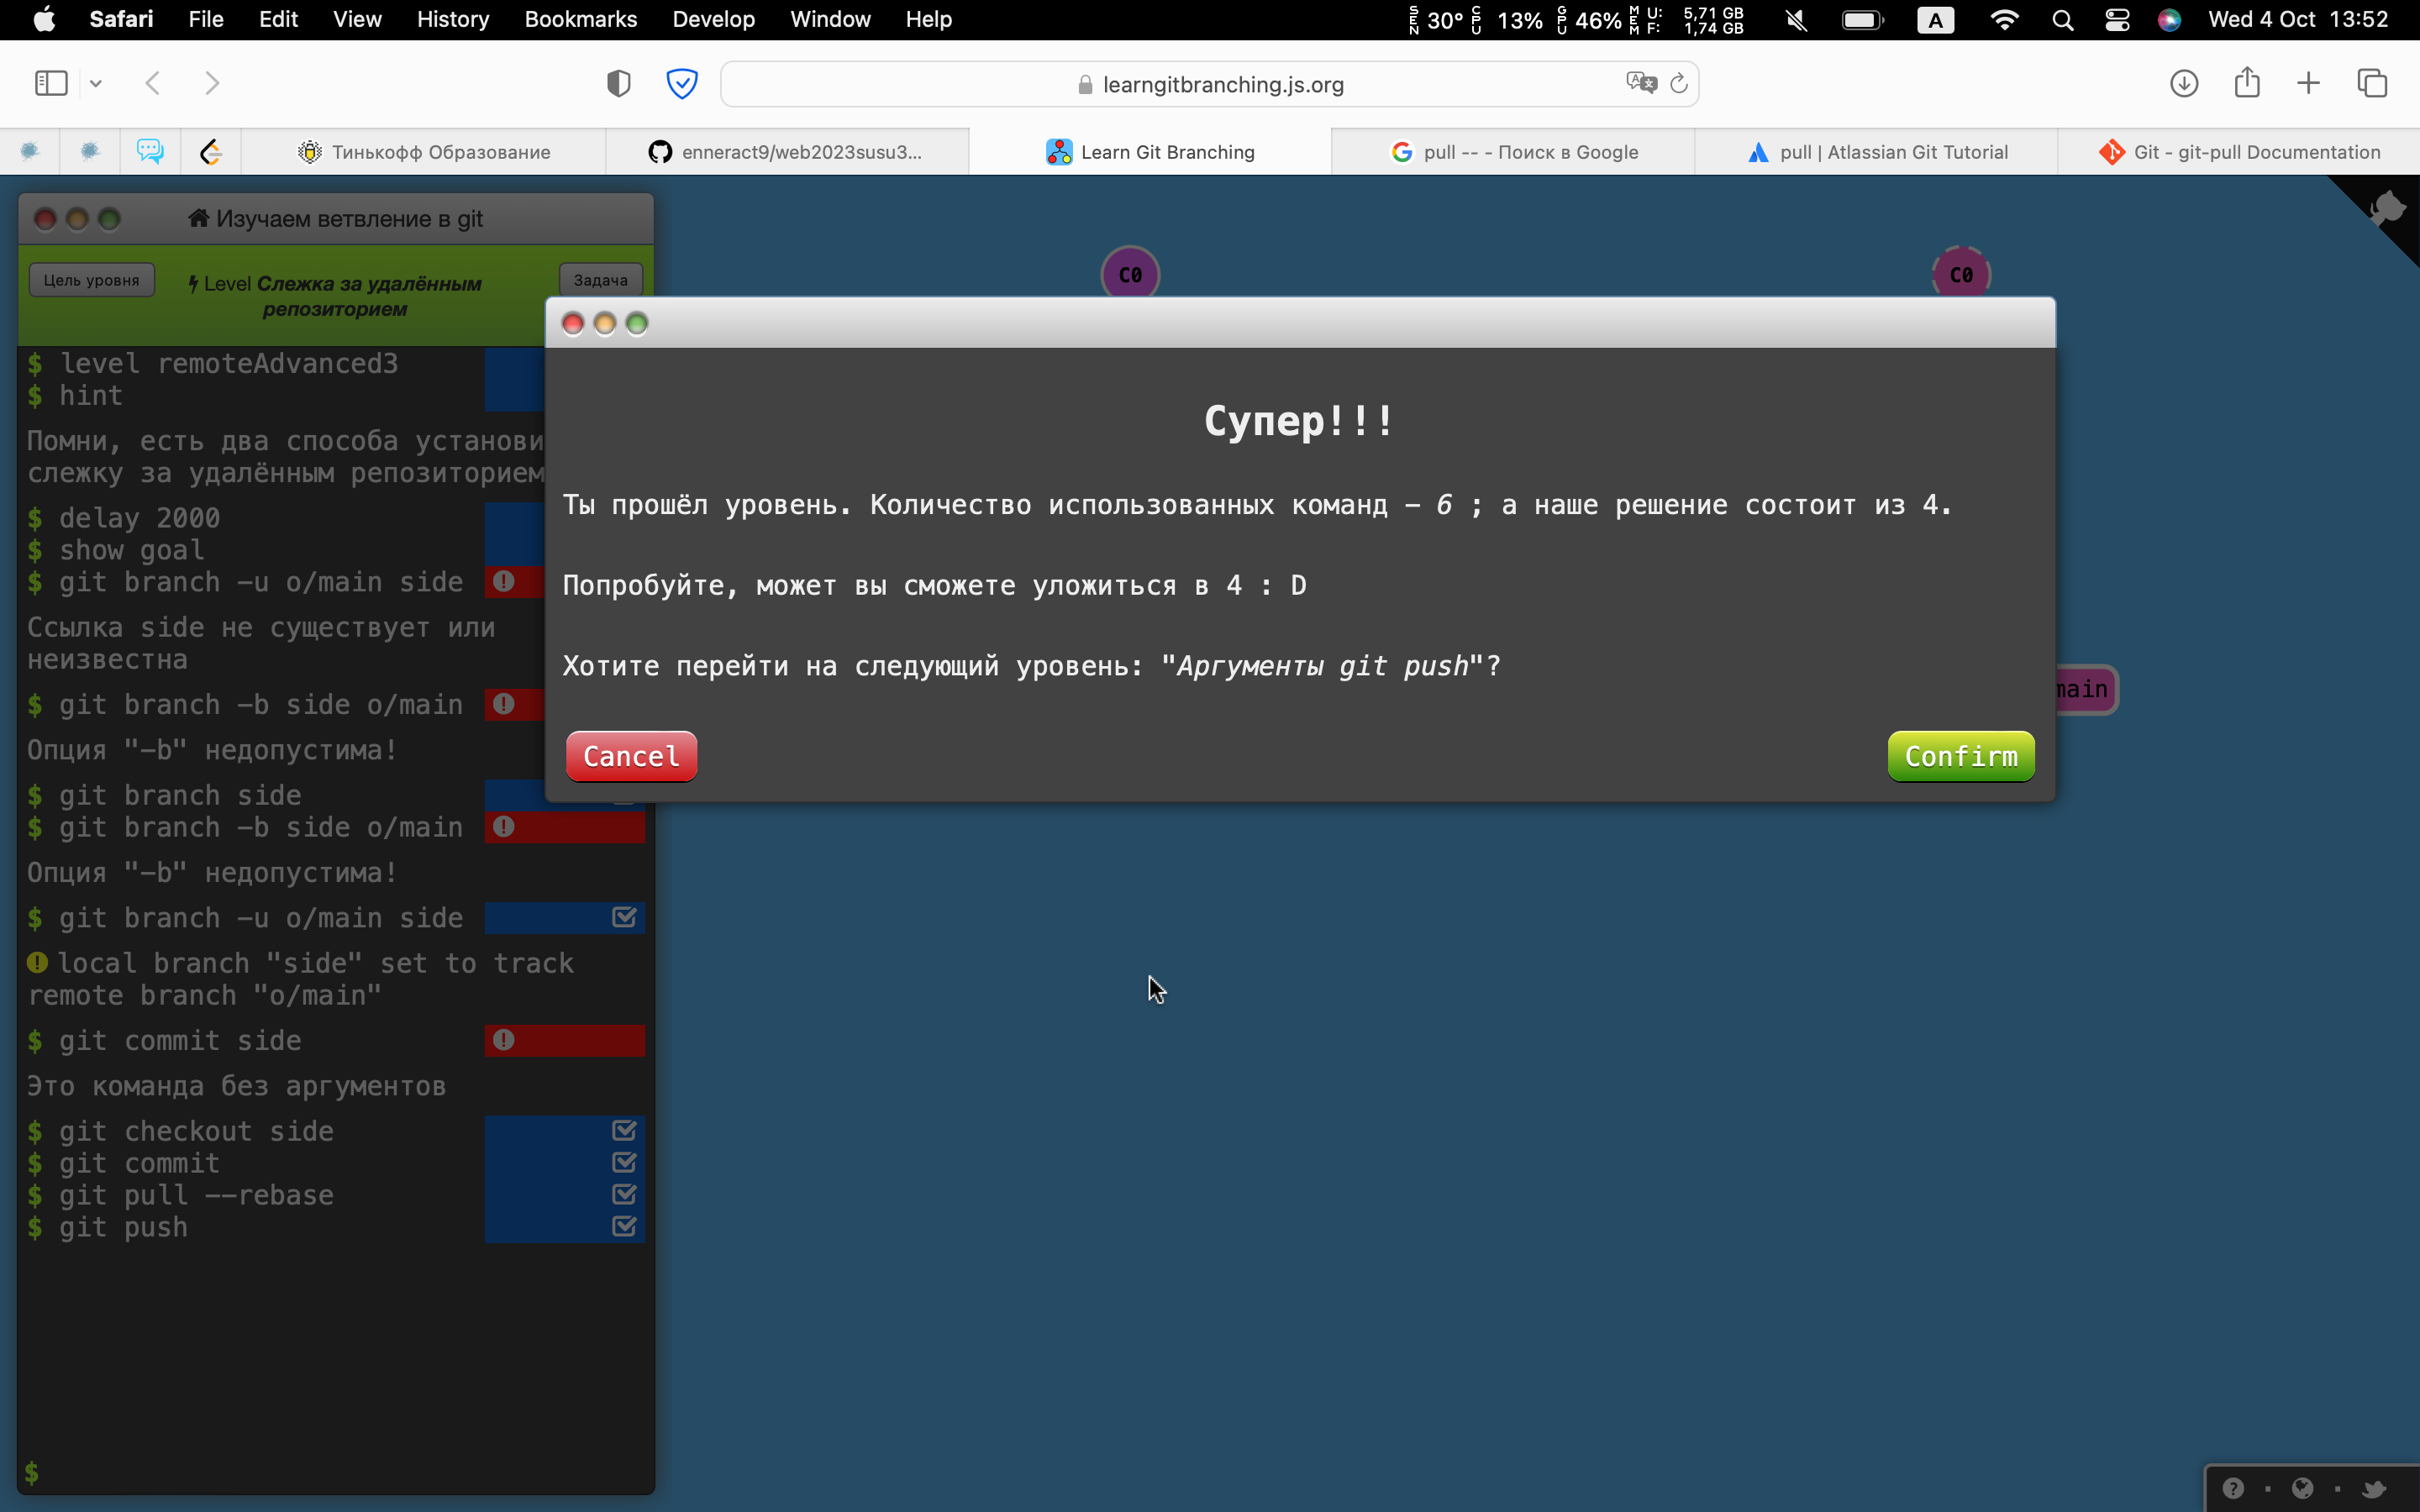 Safari File Edit View History Bookmarks Develop Window Help SEN 30° CPU 13% GPU 46% MEM U: 5,71 GB F: 1,74 GB A Wed 4 Oct 13:52
learngitbranching.js.org
Тинькофф Образование enneract9/web2023susu3... Learn Git Branching pull -- - Поиск в Google pull | Atlassian Git Tutorial Git - git-pull Documentation
Изучаем ветвление в git
Цель уровня Level Слежка за удалённым репозиторием Задача
$ level remoteAdvanced3
$ hint
Помни, есть два способа установи
слежку за удалённым репозиторием
$ delay 2000
$ show goal
$ git branch -u o/main side
Ссылка side не существует или
неизвестна
$ git branch -b side o/main
Опция "-b" недопустима!
$ git branch side
$ git branch -b side o/main
Опция "-b" недопустима!
$ git branch -u o/main side
local branch "side" set to track
remote branch "o/main"
$ git commit side
Это команда без аргументов
$ git checkout side
$ git commit
$ git pull --rebase
$ git push
$
C0 C0
Супер!!!
Ты прошёл уровень. Количество использованных команд – 6 ; а наше решение состоит из 4.
Попробуйте, может вы сможете уложиться в 4 : D
Хотите перейти на следующий уровень: "Аргументы git push"?
Cancel Confirm
main